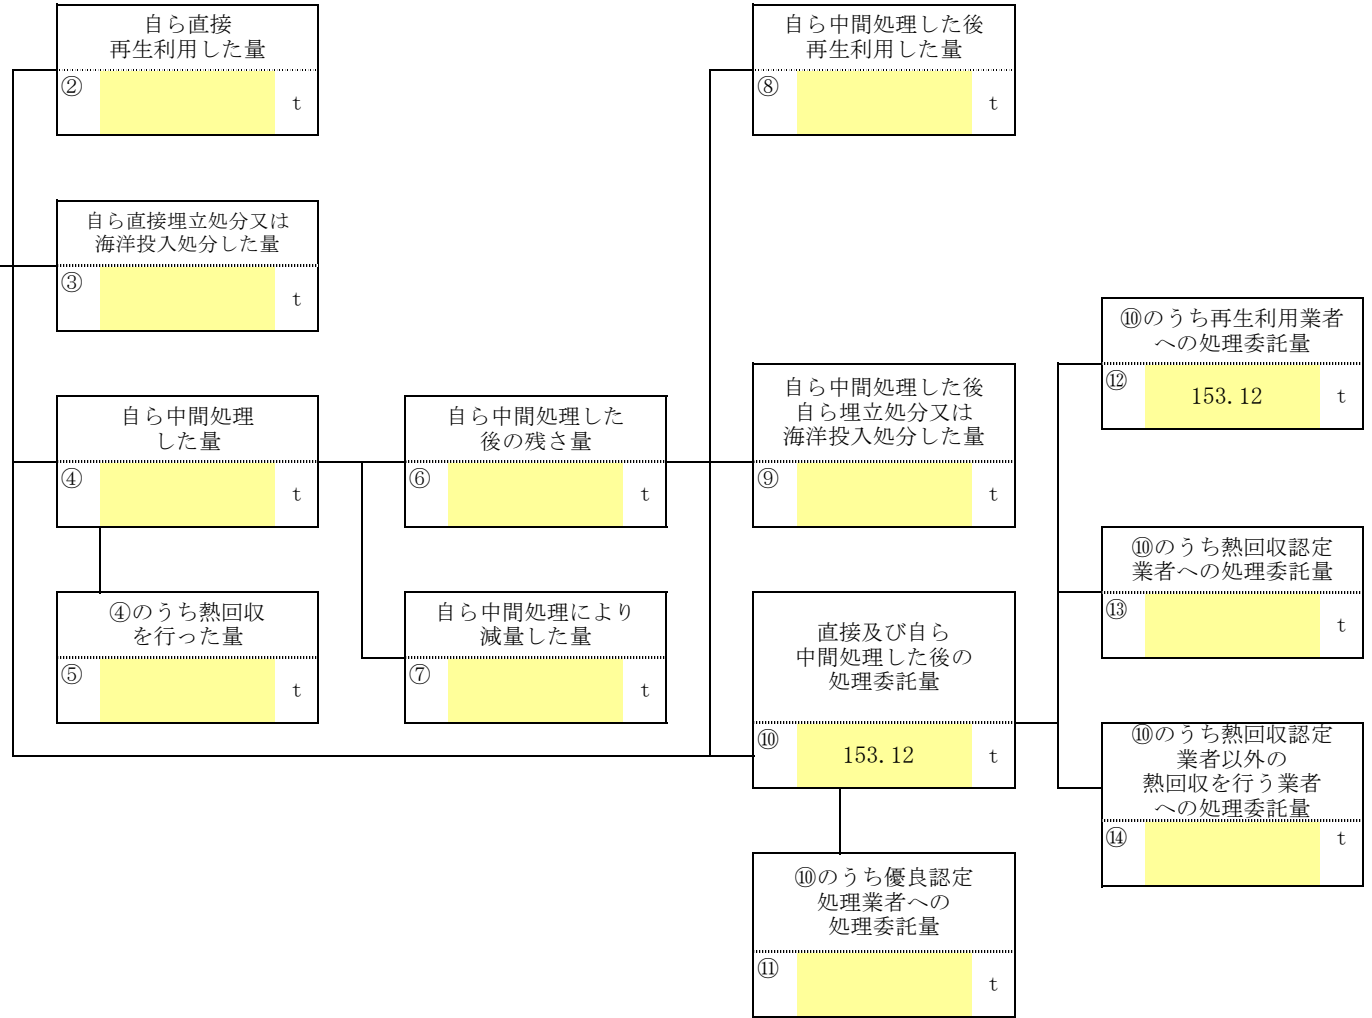 自ら直接
再生利用した量
②
t
自ら直接埋立処分又は
海洋投入処分した量
③
t
自ら中間処理
した量
④
t
④のうち熱回収
を行った量
⑤
t
自ら中間処理した
後の残さ量
⑥
t
自ら中間処理により
減量した量
⑦
t
自ら中間処理した後
再生利用した量
⑧
t
自ら中間処理した後
自ら埋立処分又は
海洋投入処分した量
⑨
t
直接及び自ら
中間処理した後の
処理委託量
⑩ 153.12 t
⑩のうち優良認定
処理業者への
処理委託量
⑪
t
⑩のうち再生利用業者
への処理委託量
⑫ 153.12 t
⑩のうち熱回収認定
業者への処理委託量
⑬
t
⑩のうち熱回収認定
業者以外の
熱回収を行う業者
への処理委託量
⑭
t